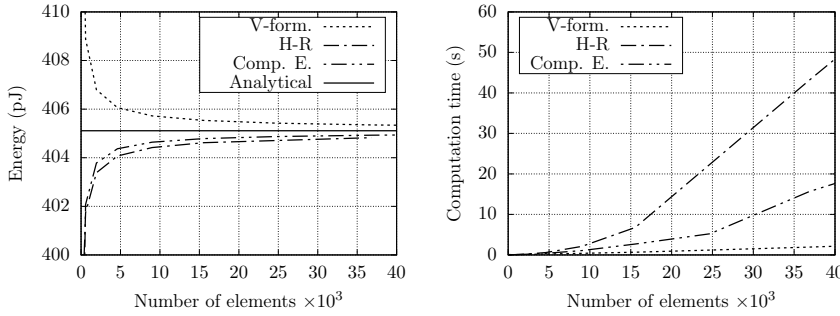 410
408
406
404
402
400
Energy (pJ)
V-form.
H-R
Comp. E.
Analytical
0 5 10 15 20 25 30 35 40
Number of elements ×10³
60
50
40
30
20
10
0
Computation time (s)
V-form.
H-R
Comp. E.
0 5 10 15 20 25 30 35 40
Number of elements ×10³